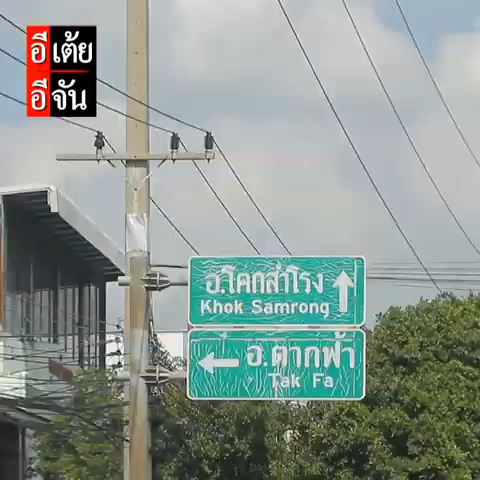 อีเต้ย
อีจัน
อ.โคกสำโรง
Khok Samrong
อ.ตากฟ้า
Tak Fa